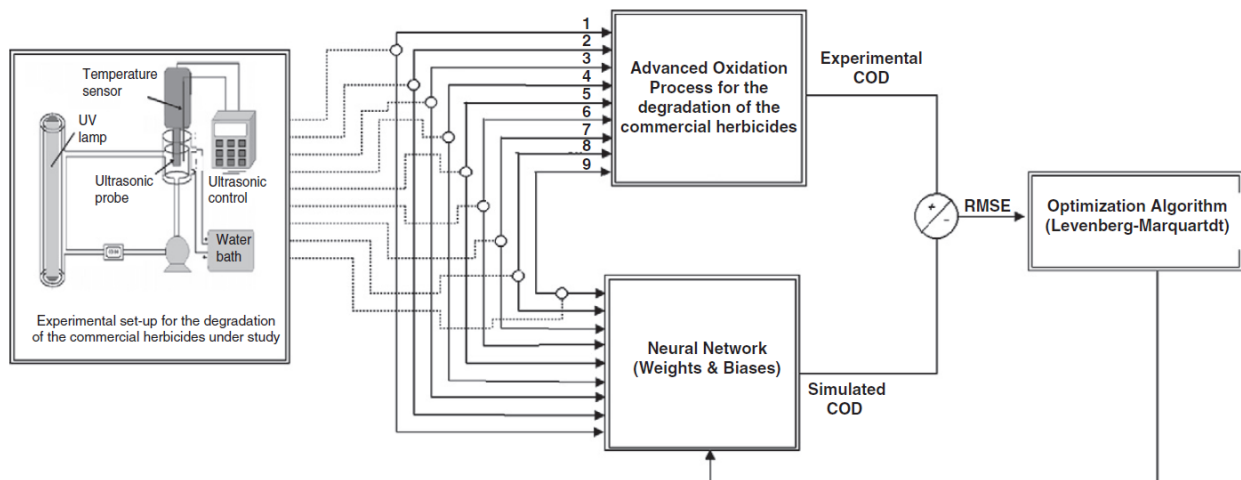 Temperature
sensor
UV
lamp
Ultrasonic
probe
Ultrasonic
control
Water
bath
Experimental set-up for the degradation
of the commercial herbicides under study
1
2
3
4
5
6
7
8
9
Advanced Oxidation
Process for the
degradation of the
commercial herbicides
Experimental
COD
Neural Network
(Weights & Biases)
Simulated
COD
+
-
RMSE
Optimization Algorithm
(Levenberg-Marquartdt)